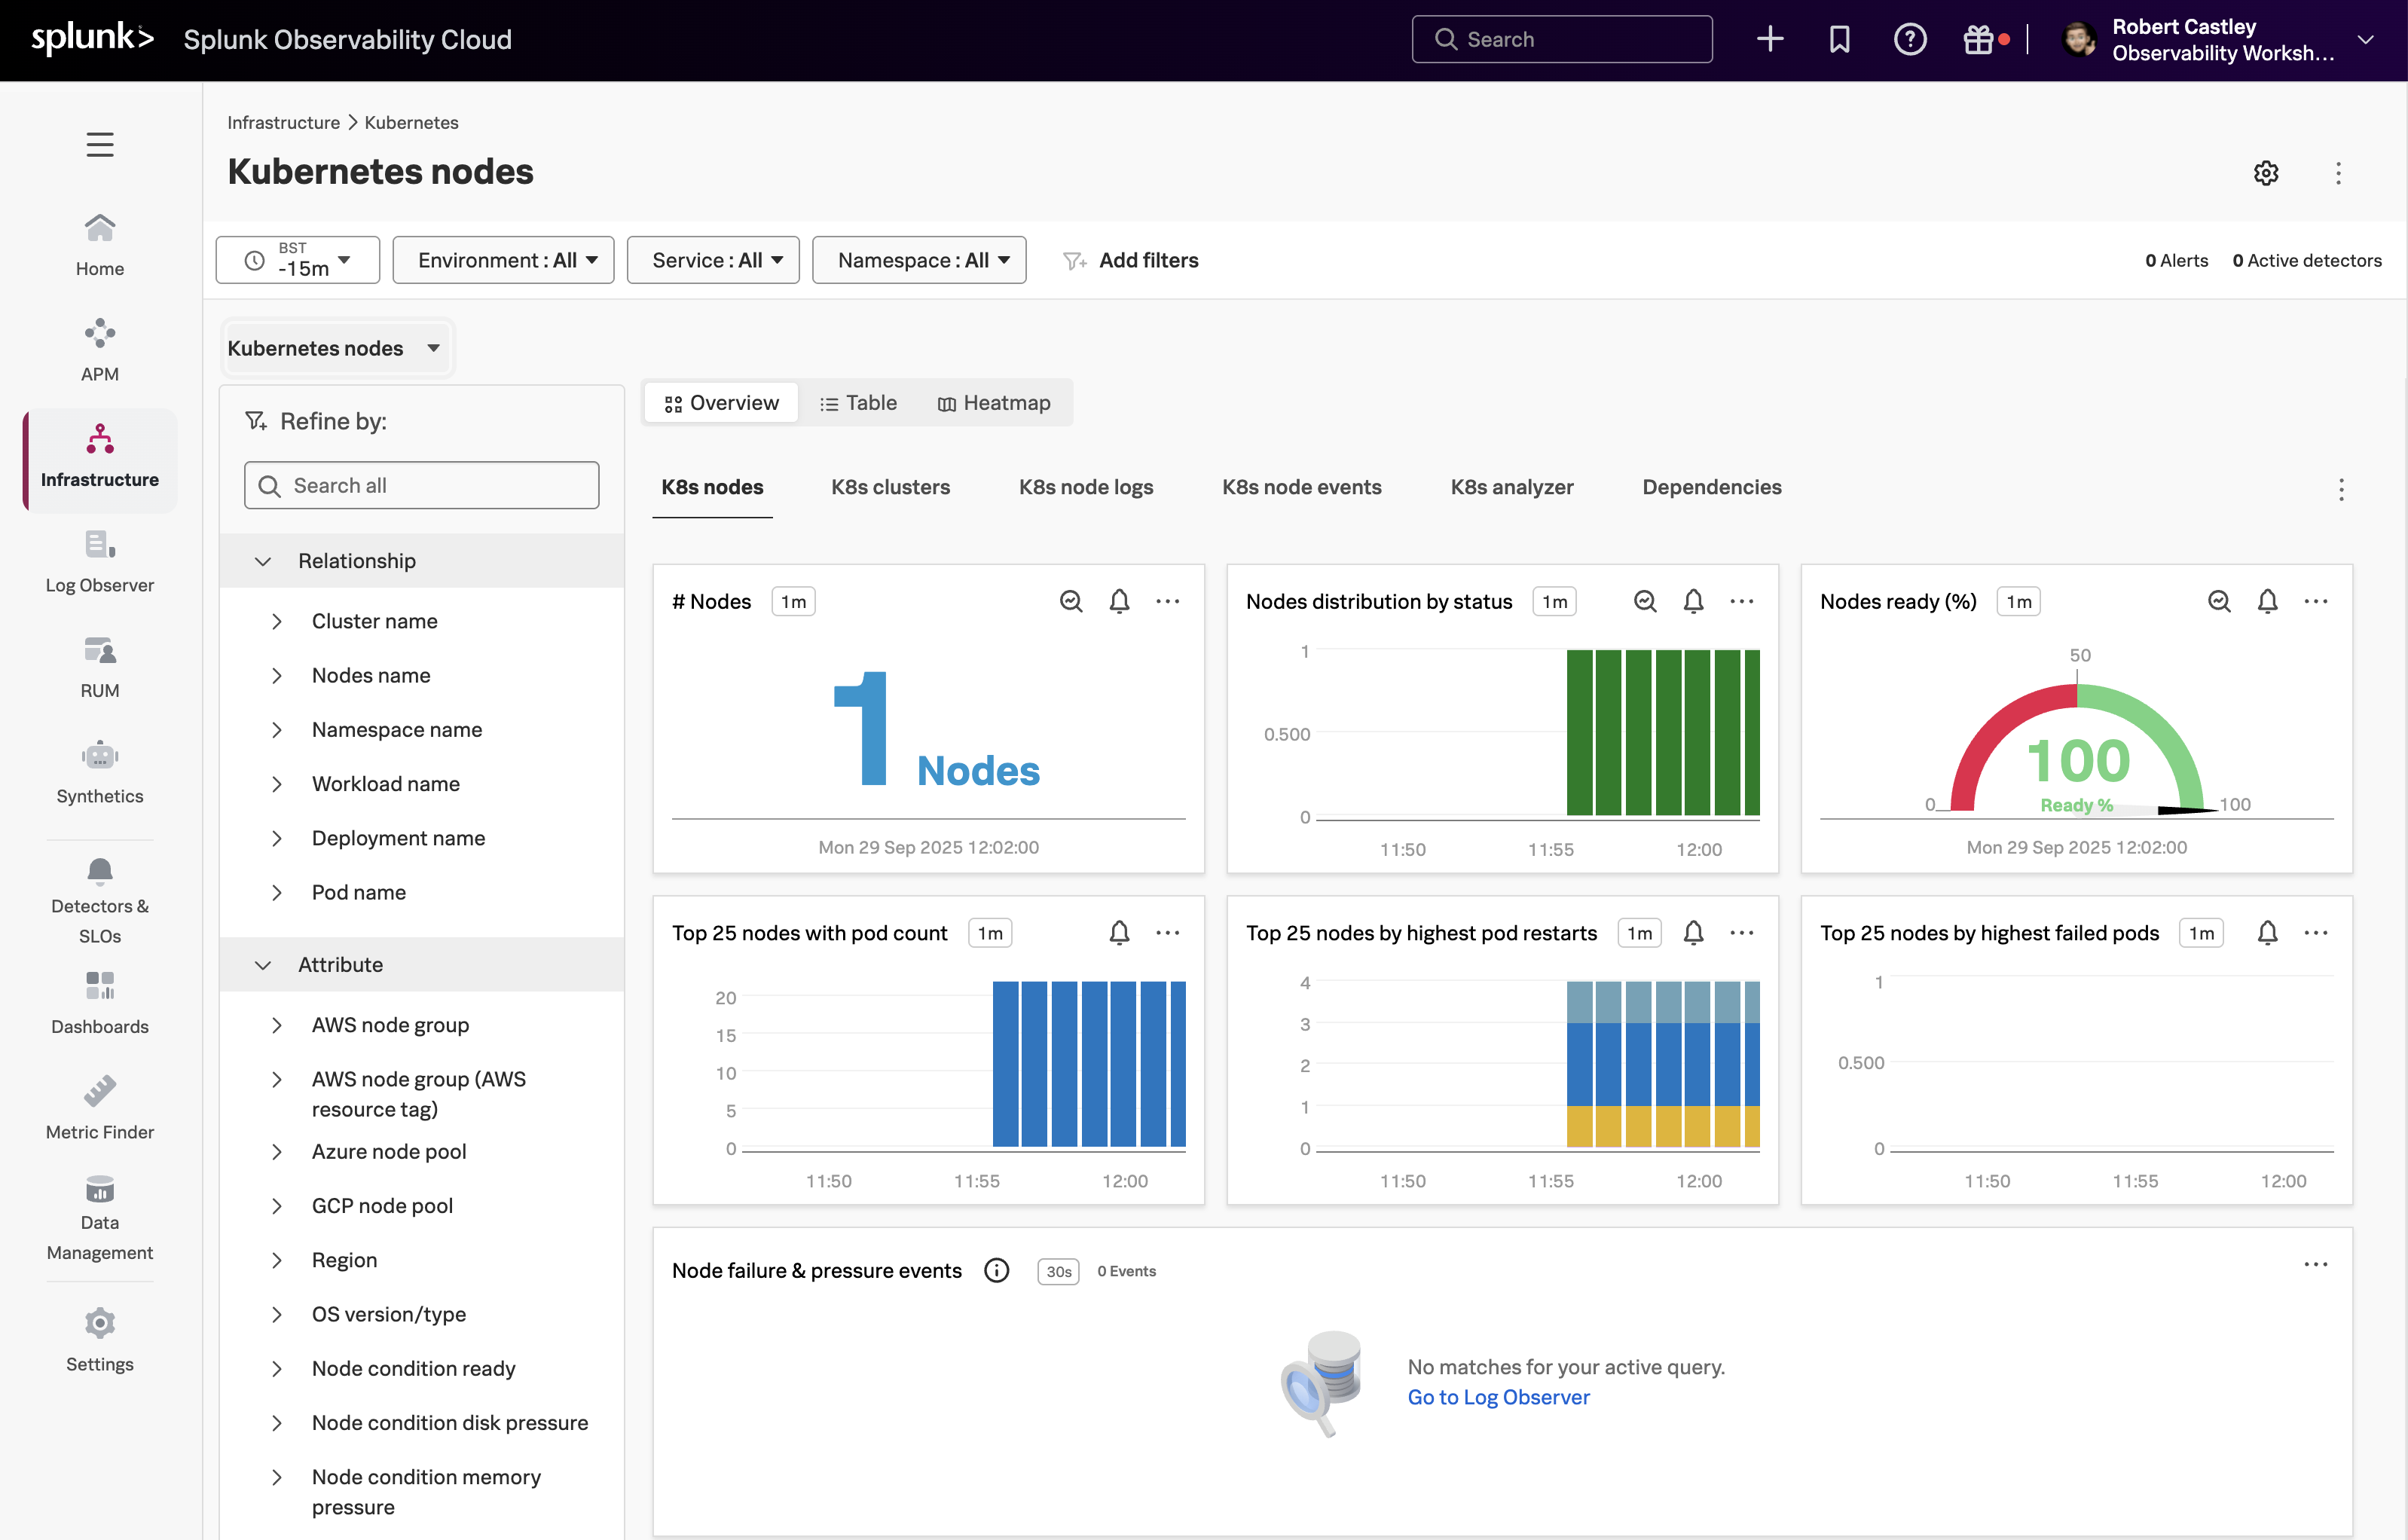 splunk>
Splunk Observability Cloud
Search
Robert Castley
Observability Worksh...
Home
APM
Infrastructure
Log Observer
RUM
Synthetics
Detectors &
SLOs
Dashboards
Metric Finder
Data
Management
Settings
Infrastructure > Kubernetes
Kubernetes nodes
BST
-15m
Environment : All
Service : All
Namespace : All
Add filters
0 Alerts
0 Active detectors
Kubernetes nodes
Refine by:
Search all
Relationship
Cluster name
Nodes name
Namespace name
Workload name
Deployment name
Pod name
Attribute
AWS node group
AWS node group (AWS
resource tag)
Azure node pool
GCP node pool
Region
OS version/type
Node condition ready
Node condition disk pressure
Node condition memory
pressure
Overview
Table
Heatmap
K8s nodes
K8s clusters
K8s node logs
K8s node events
K8s analyzer
Dependencies
# Nodes
1m
1 Nodes
Mon 29 Sep 2025 12:02:00
Nodes distribution by status
1m
1
0.500
0
11:50
11:55
12:00
Nodes ready (%)
1m
50
100
Ready %
0
100
Mon 29 Sep 2025 12:02:00
Top 25 nodes with pod count
1m
20
15
10
5
0
11:50
11:55
12:00
Top 25 nodes by highest pod restarts
1m
4
3
2
1
0
11:50
11:55
12:00
Top 25 nodes by highest failed pods
1m
1
0.500
0
11:50
11:55
12:00
Node failure & pressure events
30s
0 Events
No matches for your active query.
Go to Log Observer